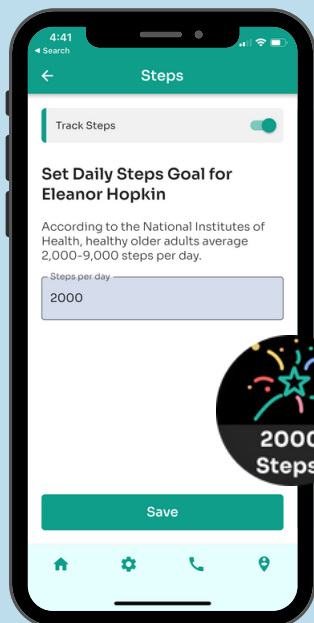 4:41
Search
Steps
Track Steps
Set Daily Steps Goal for
Eleanor Hopkin
According to the National Institutes of
Health, healthy older adults average
2,000-9,000 steps per day.
Steps per day
2000
2000
Steps
Save